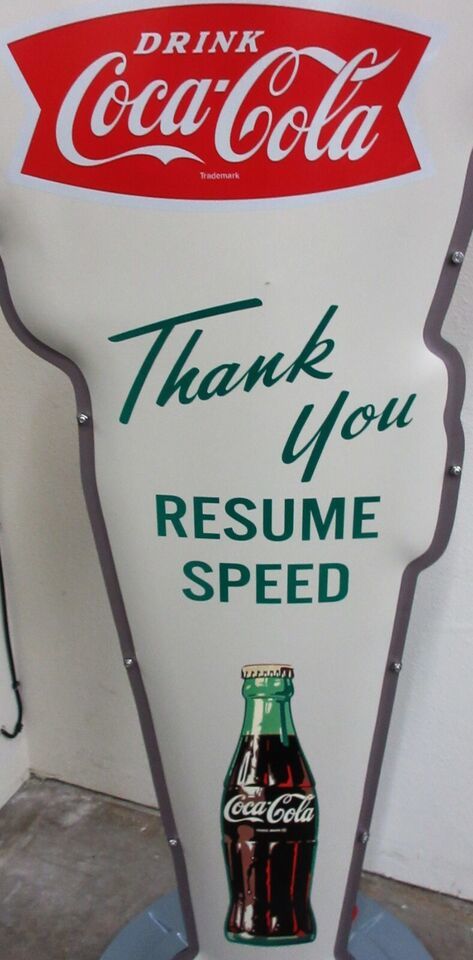 DRINK
Coca-Cola
Trademark
Thank
You
RESUME
SPEED
Coca-Cola